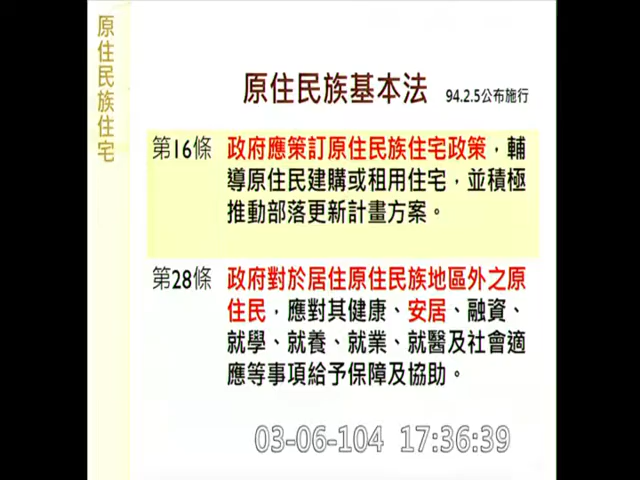 原住民族住宅
原住民族基本法 94.2.5公布施行
第16條 政府應策訂原住民族住宅政策，輔
導原住民建購或租用住宅，並積極
推動部落更新計畫方案。
第28條 政府對於居住原住民族地區外之原
住民，應對其健康、安居、融資、
就學、就養、就業、就醫及社會適
應等事項給予保障及協助。
03-06-104 17:36:39